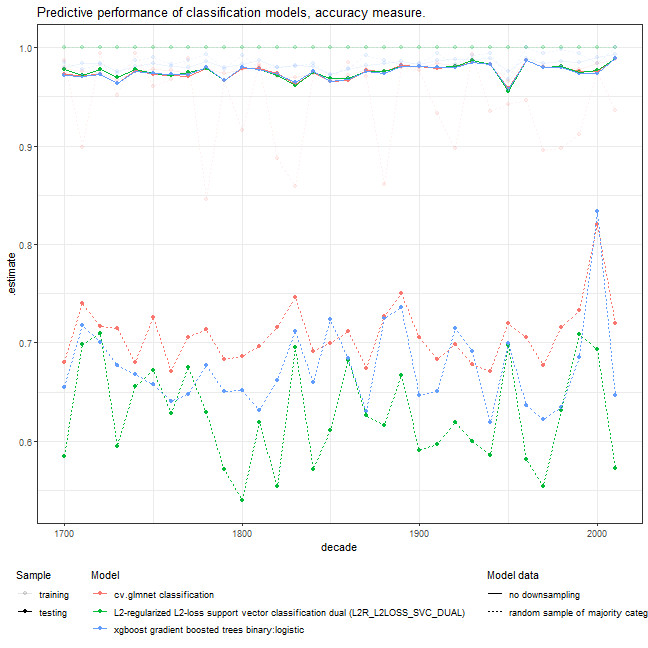 Predictive performance of classification models, accuracy measure.
1.0
0.9
0.8
0.7
0.6
.estimate
1700
1800
1900
2000
decade
Sample
training
testing
Model
cv.glmnet classification
L2-regularized L2-loss support vector classification dual (L2R_L2LOSS_SVC_DUAL)
xgboost gradient boosted trees binary:logistic
Model data
no downsampling
random sample of majority categ